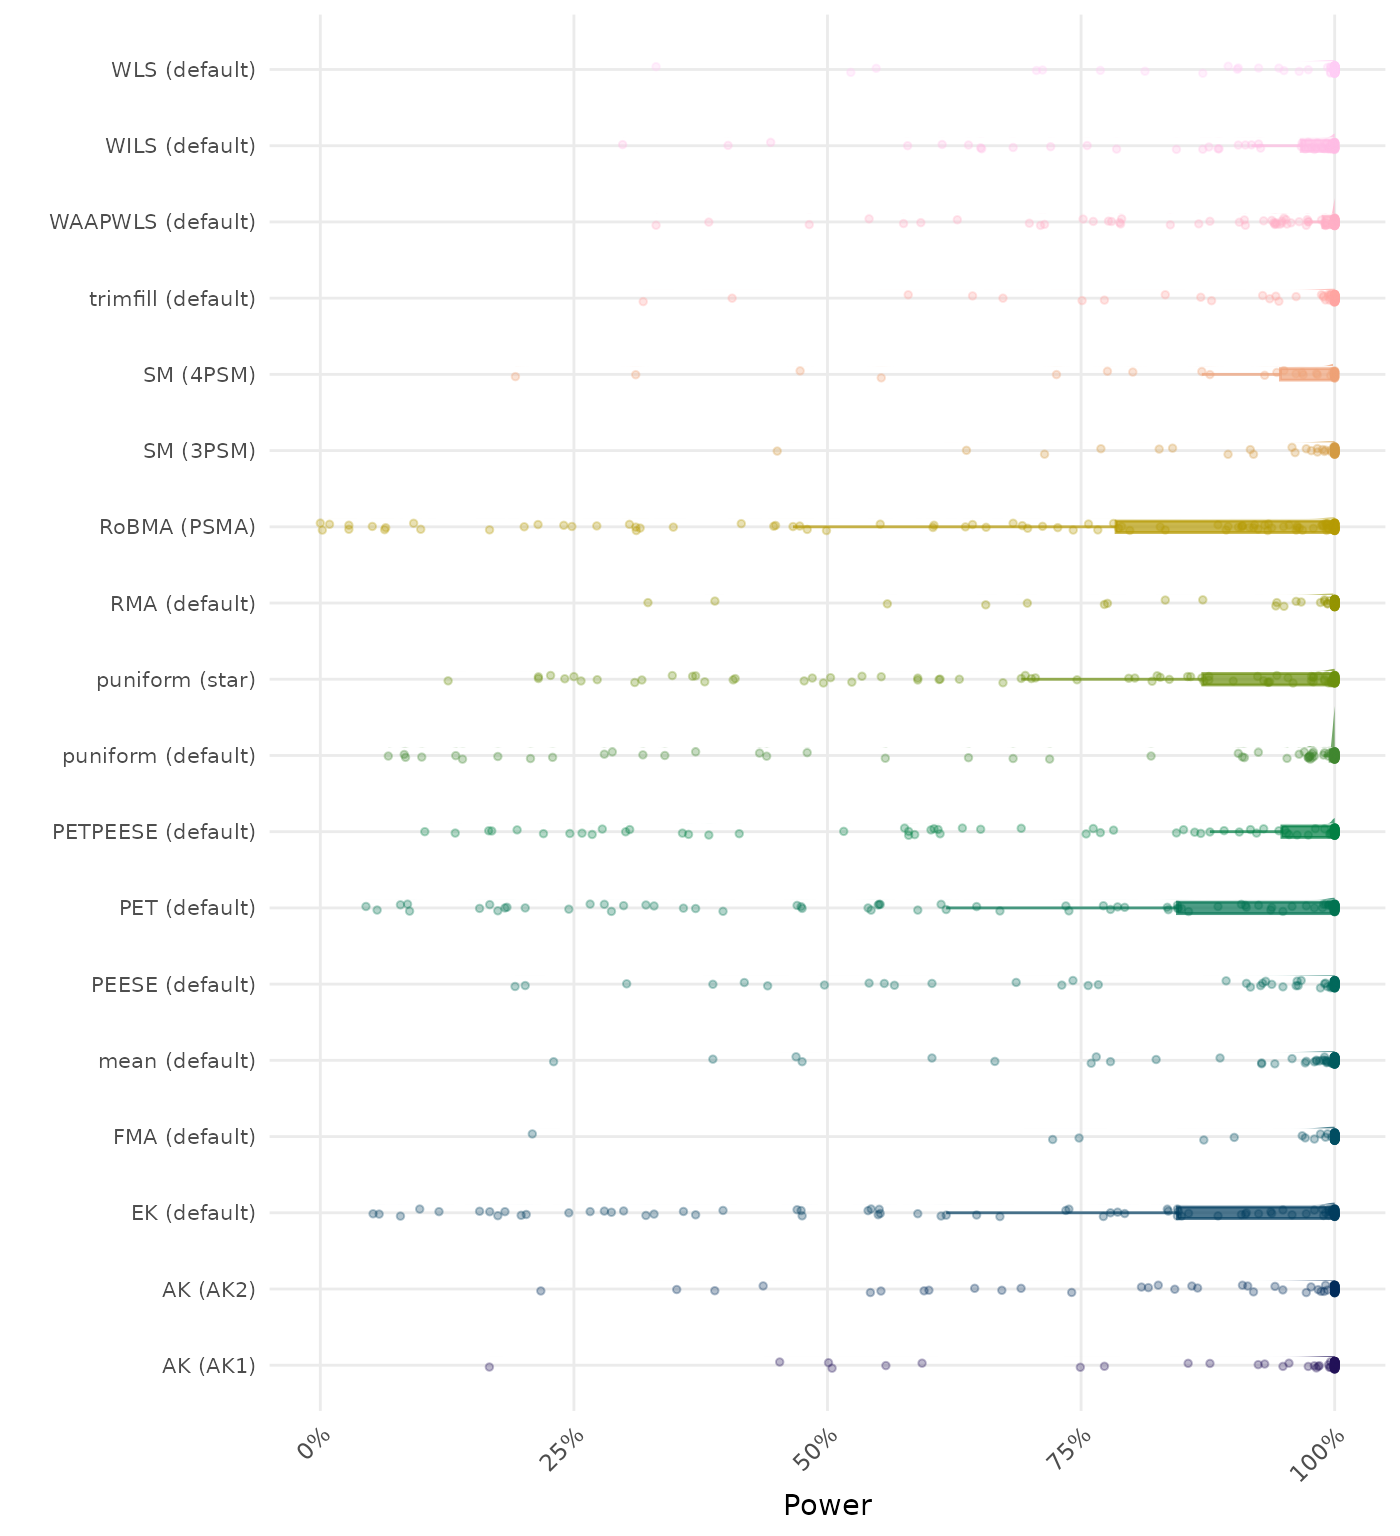 WLS (default)
WILS (default)
WAAPWLS (default)
trimfill (default)
SM (4PSM)
SM (3PSM)
RoBMA (PSMA)
RMA (default)
puniform (star)
puniform (default)
PETPEESE (default)
PET (default)
PEESE (default)
mean (default)
FMA (default)
EK (default)
AK (AK2)
AK (AK1)
0%
25%
50%
75%
100%
Power